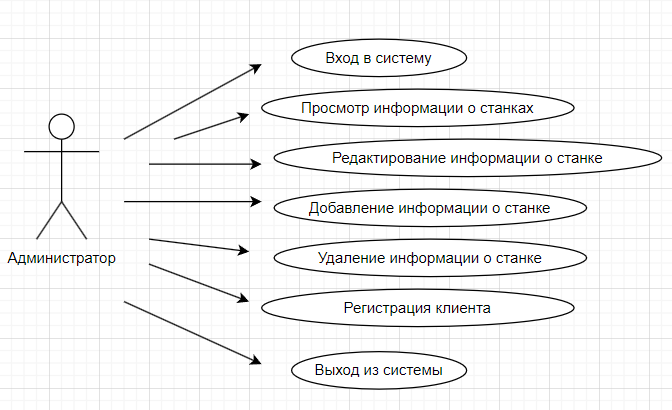 Вход в систему
Просмотр информации о станках
Редактирование информации о станке
Добавление информации о станке
Администратор
Удаление информации о станке
Регистрация клиента
Выход из системы